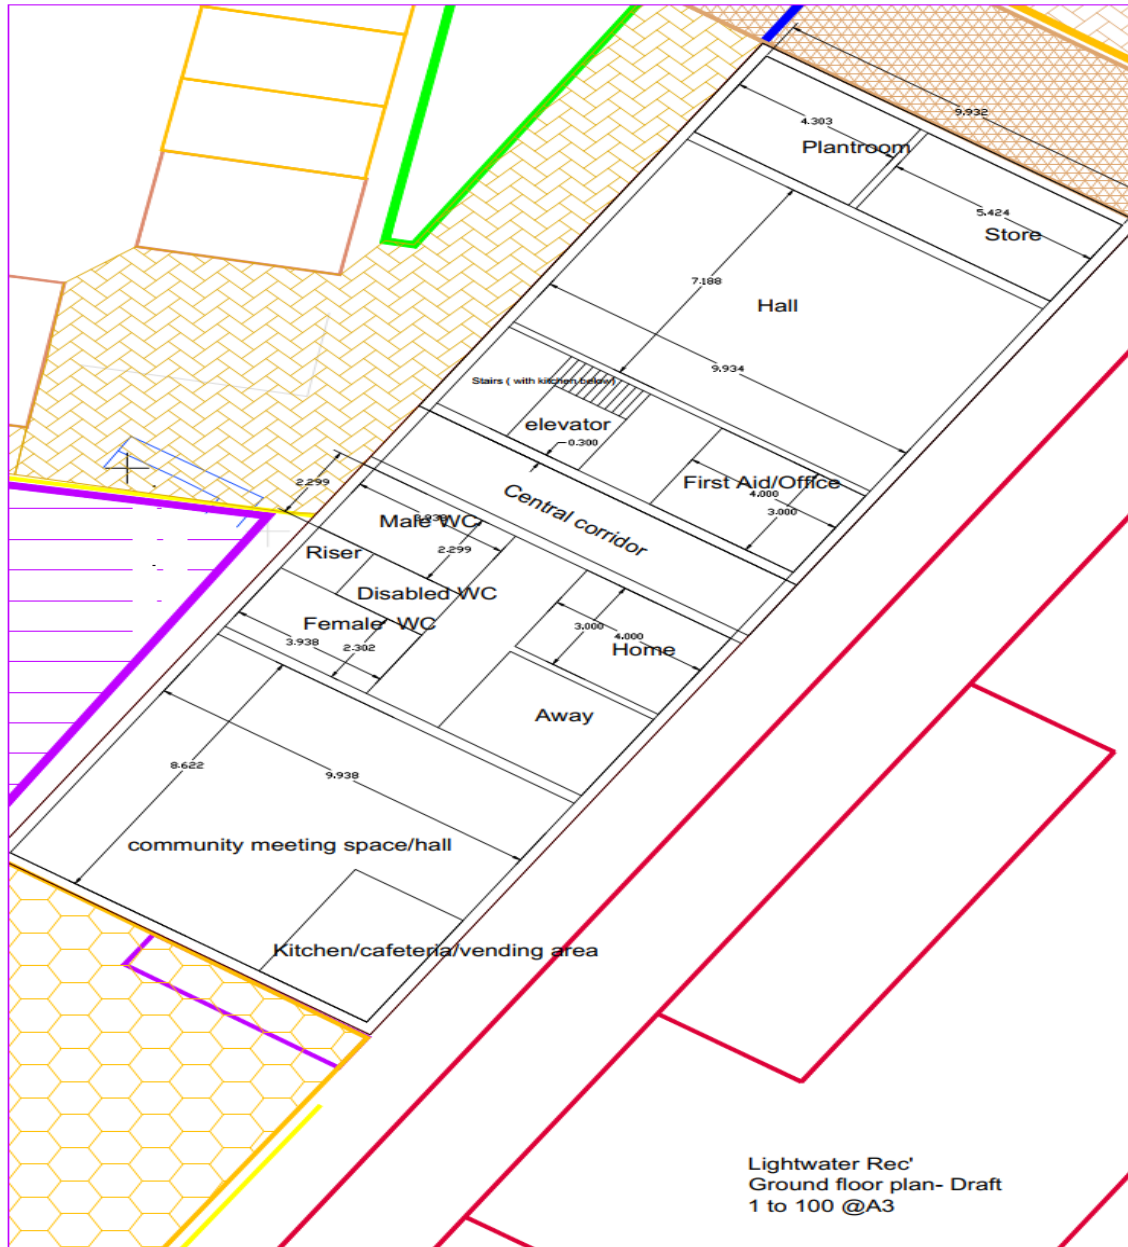 9.932
4.303
Plantroom
5.424
Store
7.188
Hall
9.934
Stairs ( with kitchen below)
elevator
0.300
First Aid/Office
4.000
3.000
2.299
Central corridor
3.938
Male WC
2.299
Riser
Disabled WC
Female WC
3.938
2.302
3.000
4.000
Home
Away
8.622
9.938
community meeting space/hall
Kitchen/cafeteria/vending area
Lightwater Rec'
Ground floor plan- Draft
1 to 100 @A3